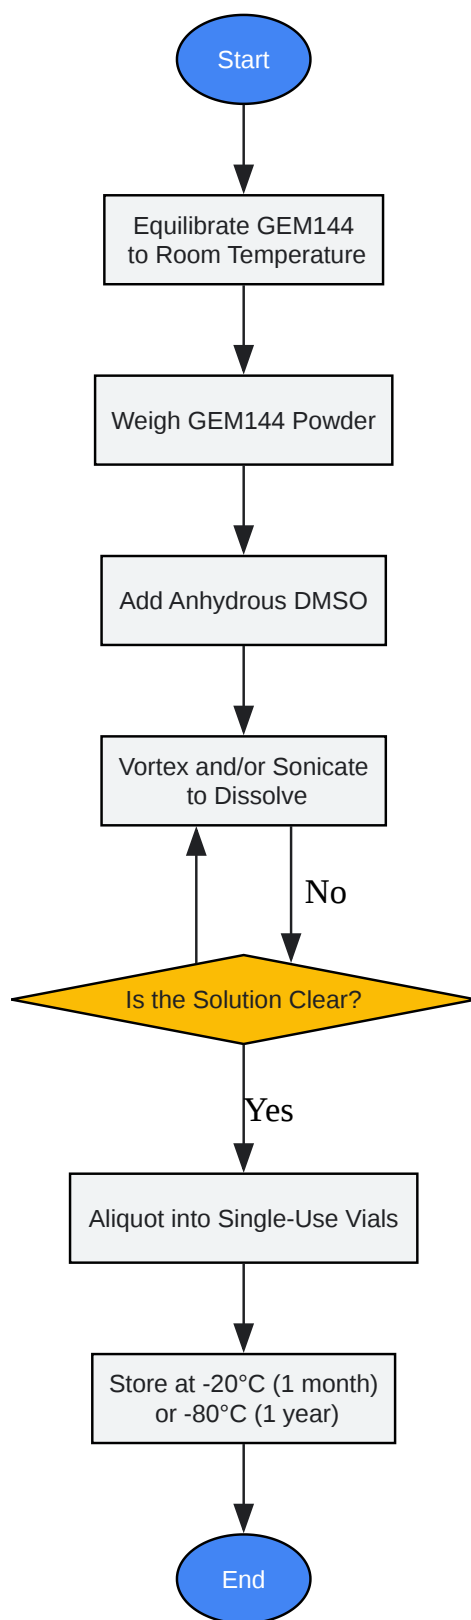 Start
Equilibrate GEM144
to Room Temperature
Weigh GEM144 Powder
Add Anhydrous DMSO
Vortex and/or Sonicate
to Dissolve
No
Is the Solution Clear?
Yes
Aliquot into Single-Use Vials
Store at -20°C (1 month)
or -80°C (1 year)
End